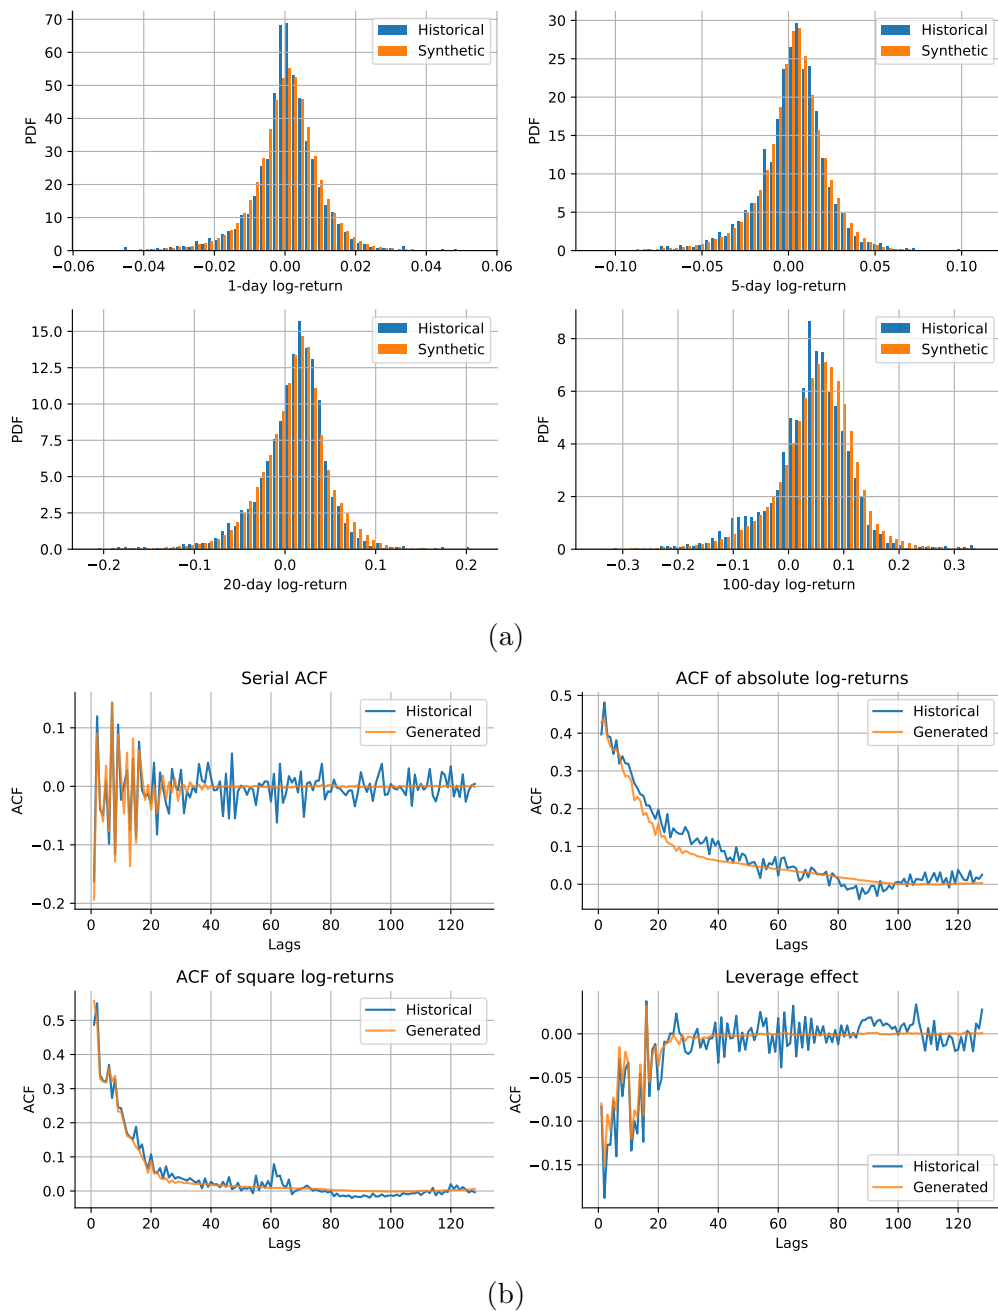 70
60
50
40
30
20
10
0
PDF
Historical
Synthetic
−0.06 −0.04 −0.02 0.00 0.02 0.04 0.06
1-day log-return
30
25
20
15
10
5
0
PDF
Historical
Synthetic
−0.10 −0.05 0.00 0.05 0.10
5-day log-return
15.0
12.5
10.0
7.5
5.0
2.5
0.0
PDF
Historical
Synthetic
−0.2 −0.1 0.0 0.1 0.2
20-day log-return
8
6
4
2
0
PDF
Historical
Synthetic
−0.3 −0.2 −0.1 0.0 0.1 0.2 0.3
100-day log-return
(a)
Serial ACF
0.1
0.0
−0.1
−0.2
ACF
Historical
Generated
0 20 40 60 80 100 120
Lags
ACF of absolute log-returns
0.5
0.4
0.3
0.2
0.1
0.0
ACF
Historical
Generated
0 20 40 60 80 100 120
Lags
ACF of square log-returns
0.5
0.4
0.3
0.2
0.1
0.0
ACF
Historical
Generated
0 20 40 60 80 100 120
Lags
Leverage effect
0.00
−0.05
−0.10
−0.15
ACF
Historical
Generated
0 20 40 60 80 100 120
Lags
(b)